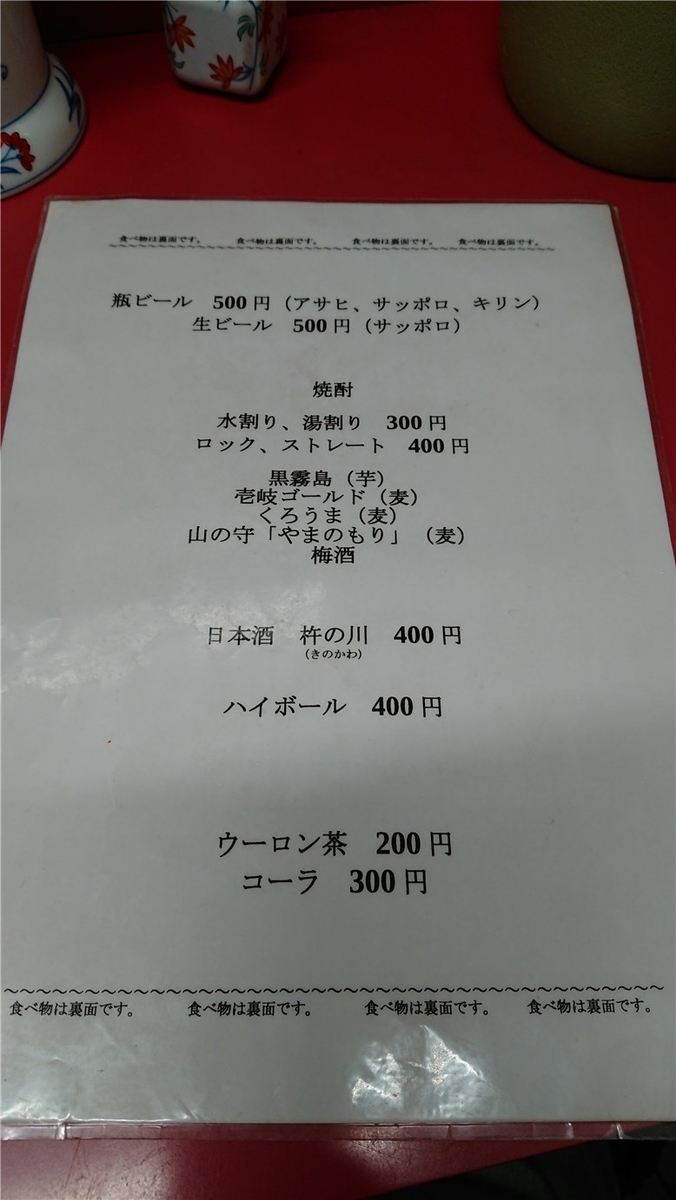 食べ物は裏面です。 食べ物は裏面です。 食べ物は裏面です。 食べ物は裏面です。
〜〜〜〜〜〜〜〜〜〜〜〜〜〜〜〜〜〜〜〜〜〜〜〜〜〜〜〜
瓶ビール 500円（アサヒ、サッポロ、キリン）
生ビール 500円（サッポロ）
焼酎
水割り、湯割り 300円
ロック、ストレート 400円
黒霧島（芋）
壱岐ゴールド（麦）
くろうま（麦）
山の守「やまのもり」（麦）
梅酒
日本酒 杵の川 400円
（きのかわ）
ハイボール 400円
ウーロン茶 200円
コーラ 300円
〜〜〜〜〜〜〜〜〜〜〜〜〜〜〜〜〜〜〜〜〜〜〜〜〜〜〜〜
食べ物は裏面です。 食べ物は裏面です。 食べ物は裏面です。 食べ物は裏面です。